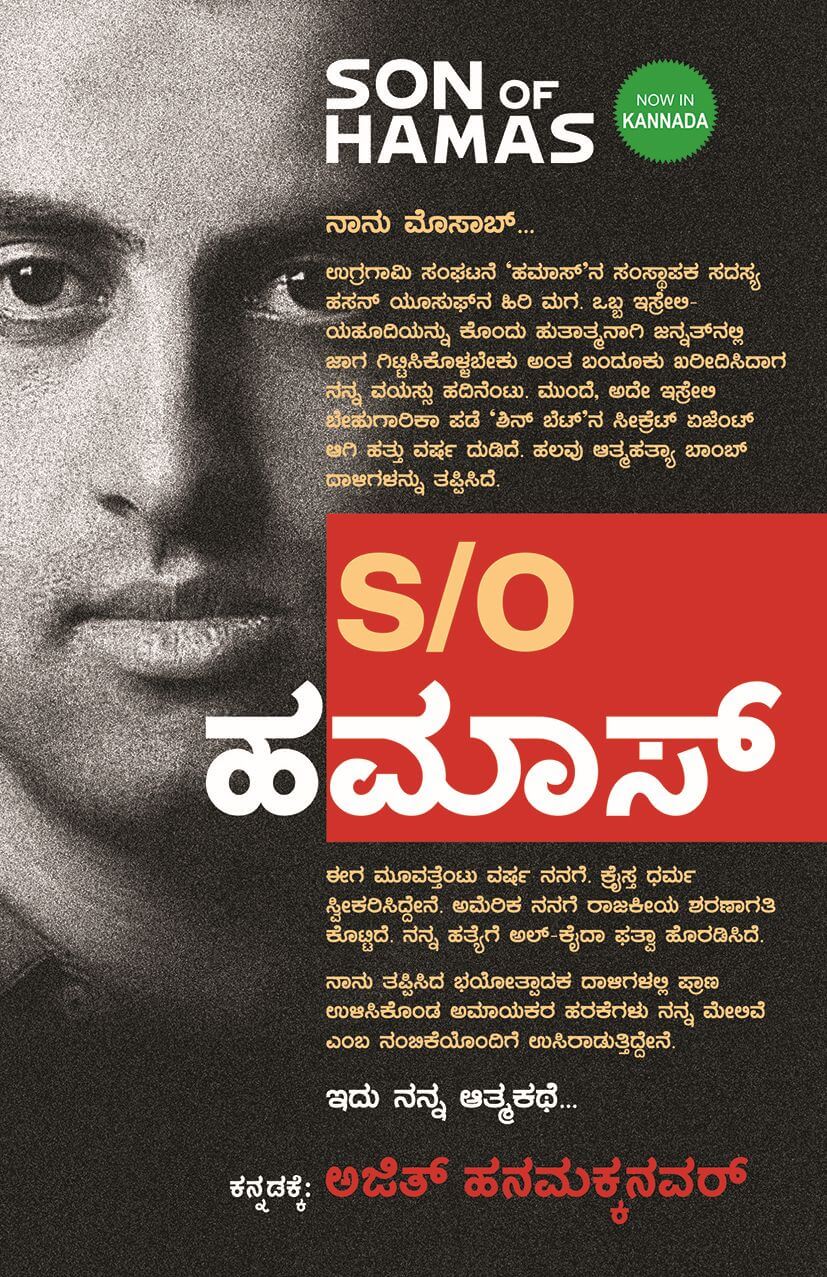 SON OF
HAMAS
NOW IN
KANNADA
ನಾನು ಮೊಸಾಬ್...
ಉಗ್ರಗಾಮಿ ಸಂಘಟನೆ ‘ಹಮಾಸ್’ನ ಸಂಸ್ಥಾಪಕ ಸದಸ್ಯ
ಹಸನ್ ಯೂಸುಫ್‌ನ ಹಿರಿ ಮಗ. ಒಬ್ಬ ಇಸ್ರೇಲಿ-
ಯಹೂದಿಯನ್ನು ಕೊಂದು ಹುತಾತ್ಮನಾಗಿ ಜನ್ನತ್‌ನಲ್ಲಿ
ಜಾಗ ಗಿಟ್ಟಿಸಿಕೊಳ್ಳಬೇಕು ಅಂತ ಬಂದೂಕು ಖರೀದಿಸಿದಾಗ
ನನ್ನ ವಯಸ್ಸು ಹದಿನೆಂಟು. ಮುಂದೆ, ಅದೇ ಇಸ್ರೇಲಿ
ಬೇಹುಗಾರಿಕಾ ಪಡೆ ‘ಶಿನ್ ಬೆಟ್’ನ ಸೀಕ್ರೆಟ್ ಏಜೆಂಟ್
ಆಗಿ ಹತ್ತು ವರ್ಷ ದುಡಿದೆ. ಹಲವು ಆತ್ಮಹತ್ಯಾ ಬಾಂಬ್
ದಾಳಿಗಳನ್ನು ತಪ್ಪಿಸಿದೆ.
S/O
ಹಮಾಸ್
ಈಗ ಮೂವತ್ತೆಂಟು ವರ್ಷ ನನಗೆ. ಕ್ರೈಸ್ತ ಧರ್ಮ
ಸ್ವೀಕರಿಸಿದ್ದೇನೆ. ಅಮೆರಿಕ ನನಗೆ ರಾಜಕೀಯ ಶರಣಾಗತಿ
ಕೊಟ್ಟಿದೆ. ನನ್ನ ಹತ್ಯೆಗೆ ಅಲ್-ಕೈದಾ ಫತ್ವಾ ಹೊರಡಿಸಿದೆ.
ನಾನು ತಪ್ಪಿಸಿದ ಭಯೋತ್ಪಾದಕ ದಾಳಿಗಳಲ್ಲಿ ಪ್ರಾಣ
ಉಳಿಸಿಕೊಂಡ ಅಮಾಯಕರ ಹರಕೆಗಳು ನನ್ನ ಮೇಲಿವೆ
ಎಂಬ ನಂಬಿಕೆಯೊಂದಿಗೆ ಉಸಿರಾಡುತ್ತಿದ್ದೇನೆ.
ಇದು ನನ್ನ ಆತ್ಮಕಥೆ...
ಕನ್ನಡಕ್ಕೆ: ಅಜಿತ್ ಹನಮಕ್ಕನವರ್